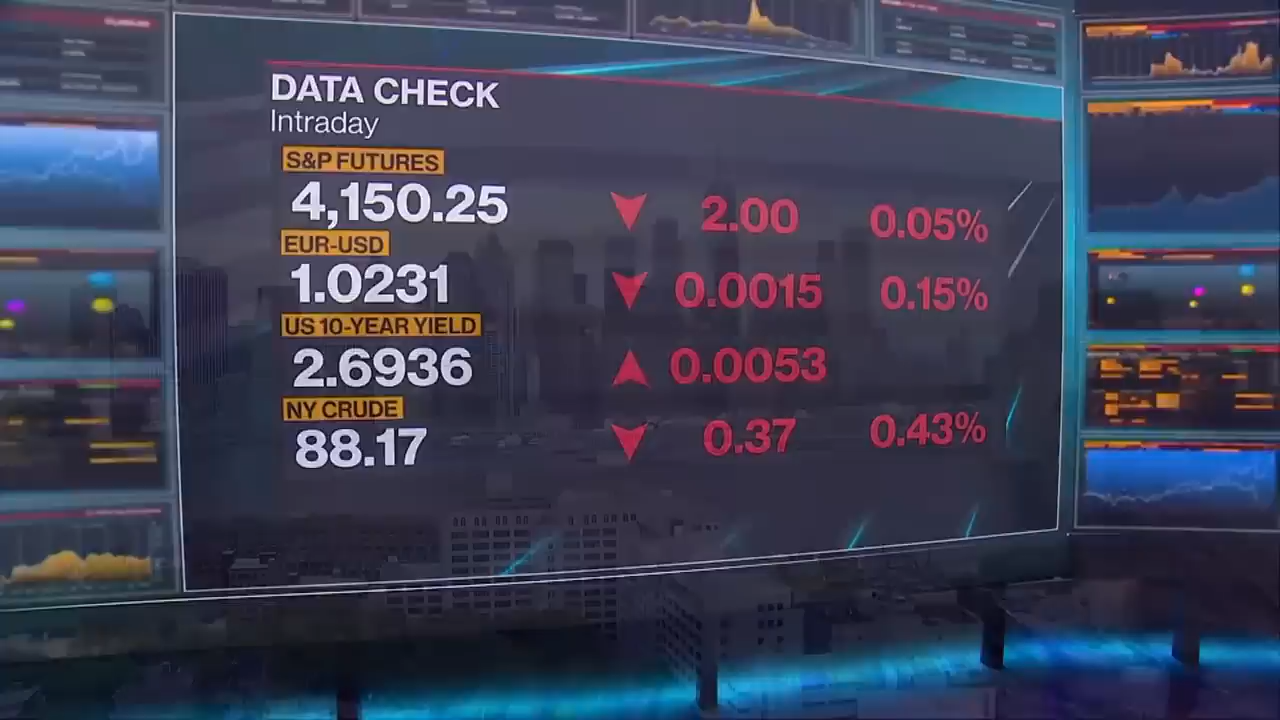 DATA CHECK
Intraday
S&P FUTURES
4,150.25 ▼ 2.00 0.05%
EUR-USD
1.0231 ▼ 0.0015 0.15%
US 10-YEAR YIELD
2.6936 ▲ 0.0053
NY CRUDE
88.17 ▼ 0.37 0.43%